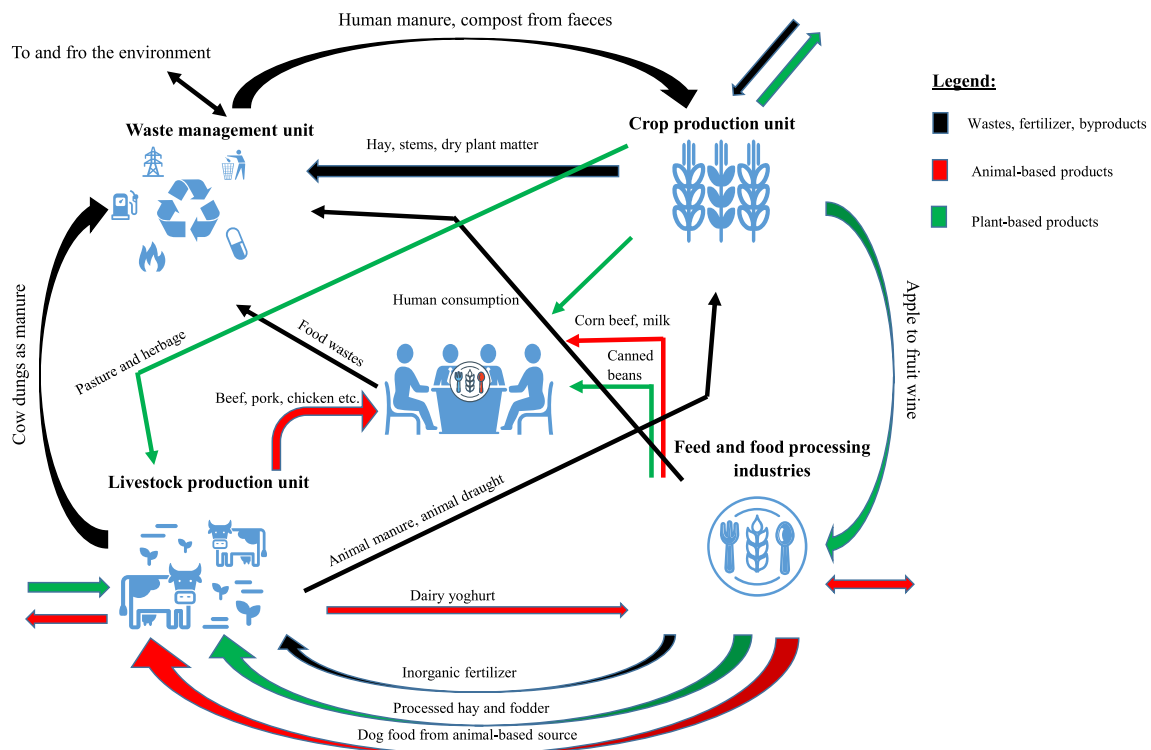 Human manure, compost from faeces
To and fro the environment
Legend:
Waste management unit
Crop production unit
Wastes, fertilizer, byproducts
Hay, stems, dry plant matter
Animal-based products
Plant-based products
Apple to fruit wine
Cow dungs as manure
Human consumption
Corn beef, milk
Food wastes
Pasture and herbage
Canned
beans
Beef, pork, chicken etc.
Feed and food processing
industries
Livestock production unit
Animal manure, animal draught
Dairy yoghurt
Inorganic fertilizer
Processed hay and fodder
Dog food from animal-based source